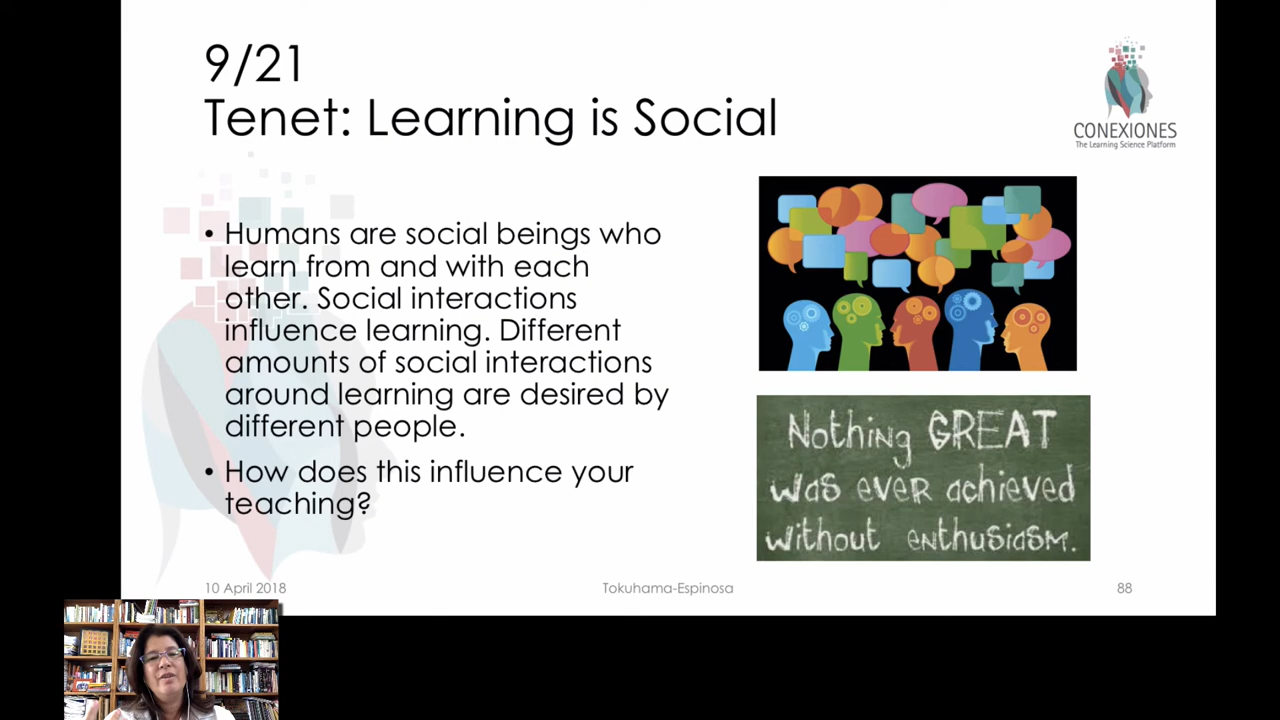 9/21
Tenet: Learning is Social
CONEXIONES
The Learning Science Platform
• Humans are social beings who
learn from and with each
other. Social interactions
influence learning. Different
amounts of social interactions
around learning are desired by
different people.
• How does this influence your
teaching?
Nothing GREAT
was ever achieved
without enthusiasm.
10 April 2018
Tokuhama-Espinosa
88